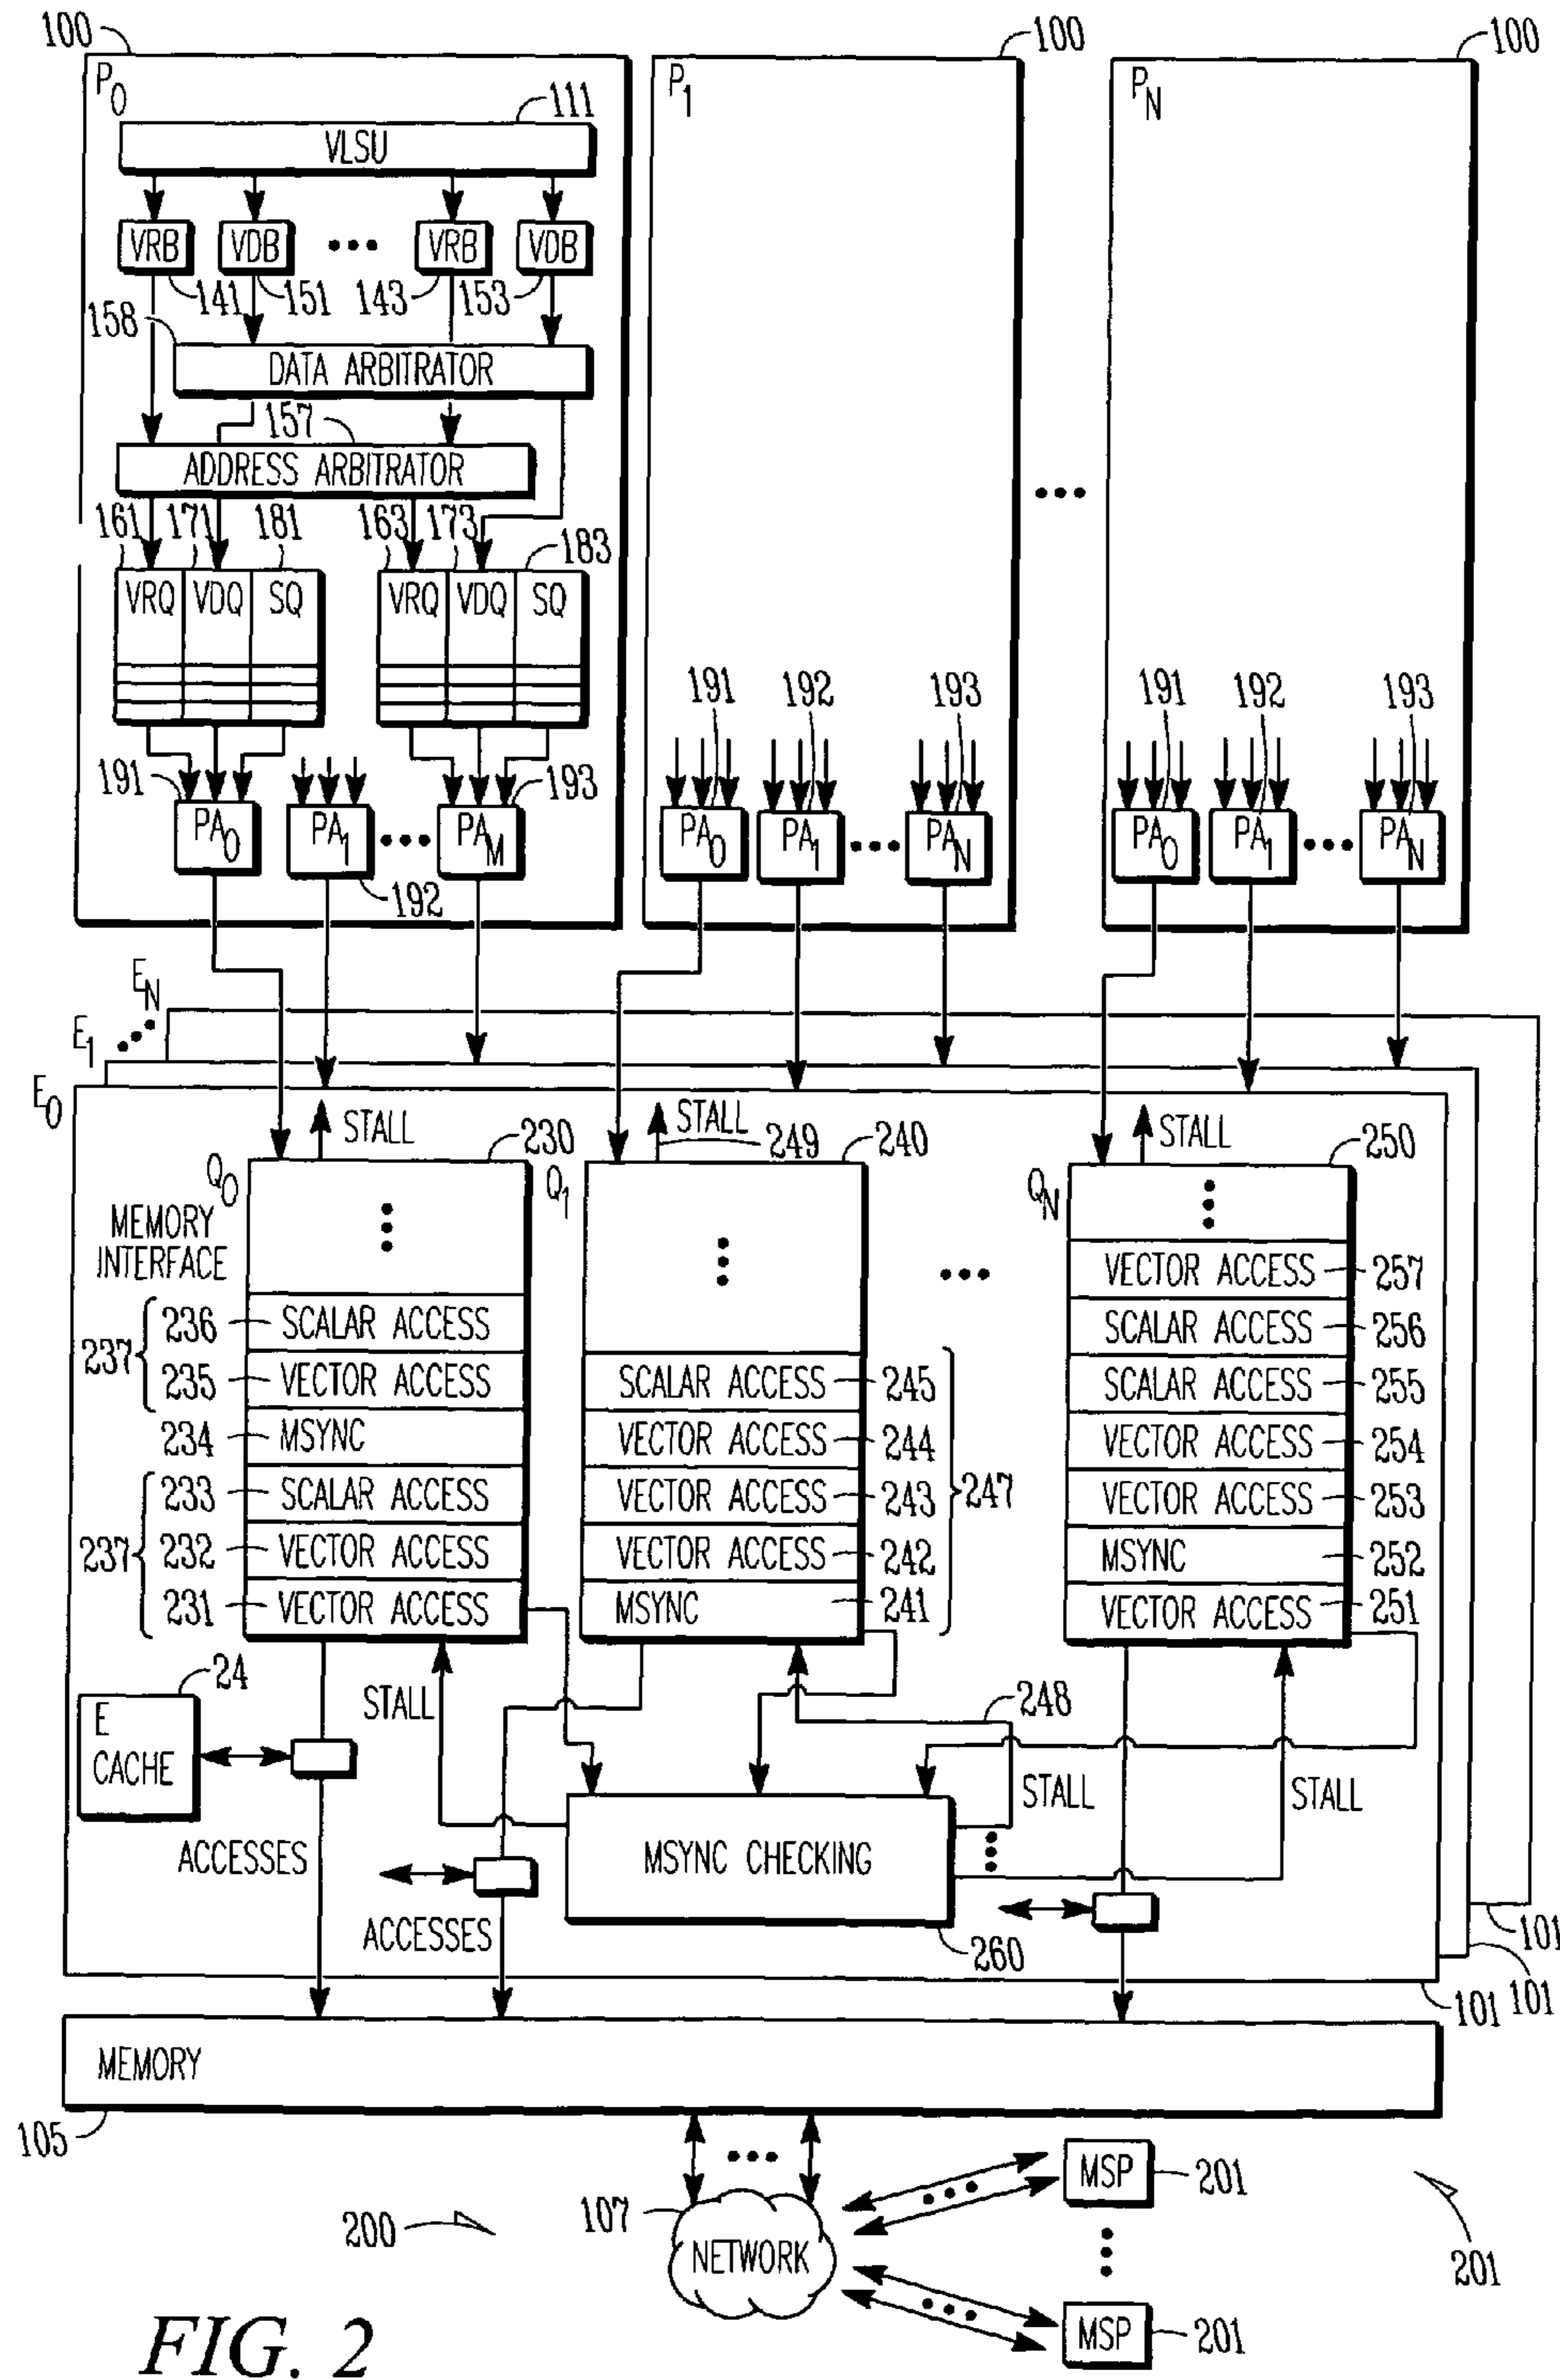 100 100 100
P0 P1 PN
111
VLSU
VRB VDB ••• VRB VDB
141 151 143 153
158
DATA ARBITRATOR
157
ADDRESS ARBITRATOR
•••
161 171 181 163 173 183
VRQ VDQ SQ VRQ VDQ SQ
191 192 193 191 192 193
191 193
PA0 PA1 ••• PAM PA0 PA1 ••• PAN PA0 PA1 ••• PAN
192
EN
E1
E0
STALL STALL STALL
230 249 240 250
Q0 Q1 QN
MEMORY
INTERFACE
•••
VECTOR ACCESS 257
236 SCALAR ACCESS
SCALAR ACCESS 256
237
235 VECTOR ACCESS
SCALAR ACCESS 245
SCALAR ACCESS 255
234 MSYNC
VECTOR ACCESS 244
VECTOR ACCESS 254
233 SCALAR ACCESS
VECTOR ACCESS 243
247
VECTOR ACCESS 253
237
232 VECTOR ACCESS
VECTOR ACCESS 242
MSYNC 252
231 VECTOR ACCESS
MSYNC 241
VECTOR ACCESS 251
24
E
CACHE
STALL
248
STALL
STALL
ACCESSES
MSYNC CHECKING
ACCESSES
260
101
101
101
MEMORY
105
•••
MSP 201
200
107
NETWORK
201
MSP 201
FIG. 2